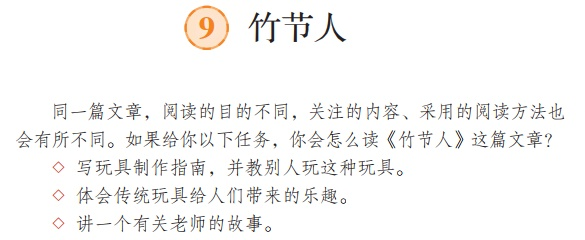 9 竹节人
同一篇文章，阅读的目的不同，关注的内容、采用的阅读方法也
会有所不同。如果给你以下任务，你会怎么读《竹节人》这篇文章？
◇ 写玩具制作指南，并教别人玩这种玩具。
◇ 体会传统玩具给人们带来的乐趣。
◇ 讲一个有关老师的故事。